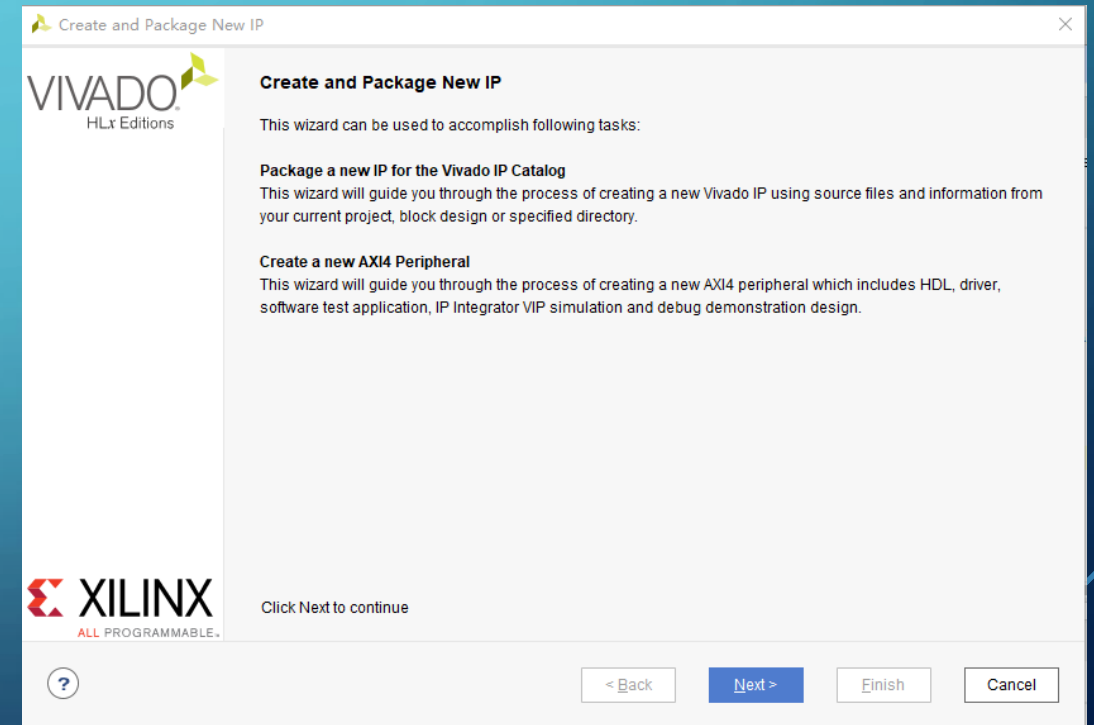 Create and Package New IP
VIVADO.
HLx Editions
Create and Package New IP
This wizard can be used to accomplish following tasks:
Package a new IP for the Vivado IP Catalog
This wizard will guide you through the process of creating a new Vivado IP using source files and information from
your current project, block design or specified directory.
Create a new AXI4 Peripheral
This wizard will guide you through the process of creating a new AXI4 peripheral which includes HDL, driver,
software test application, IP Integrator VIP simulation and debug demonstration design.
XILINX
ALL PROGRAMMABLE™
Click Next to continue
?
< Back
Next >
Finish
Cancel